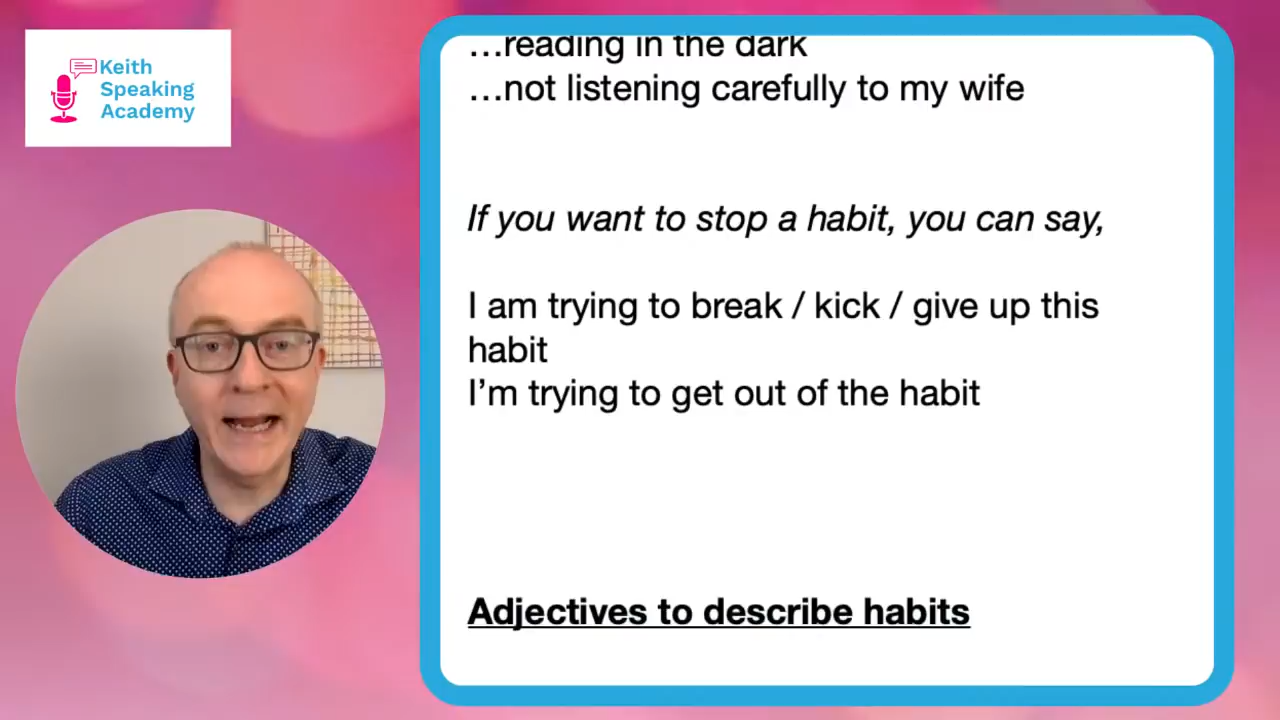 Keith
Speaking
Academy
...reading in the dark
...not listening carefully to my wife
If you want to stop a habit, you can say,
I am trying to break / kick / give up this
habit
I'm trying to get out of the habit
Adjectives to describe habits